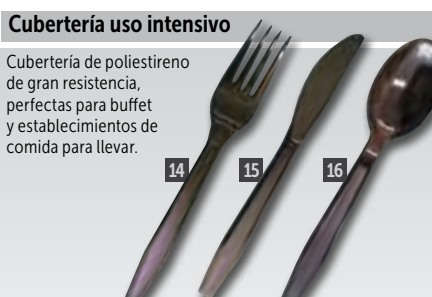 Cubertería uso intensivo
Cubertería de poliestireno
de gran resistencia,
perfectas para buffet
y establecimientos de
comida para llevar.
14 15 16